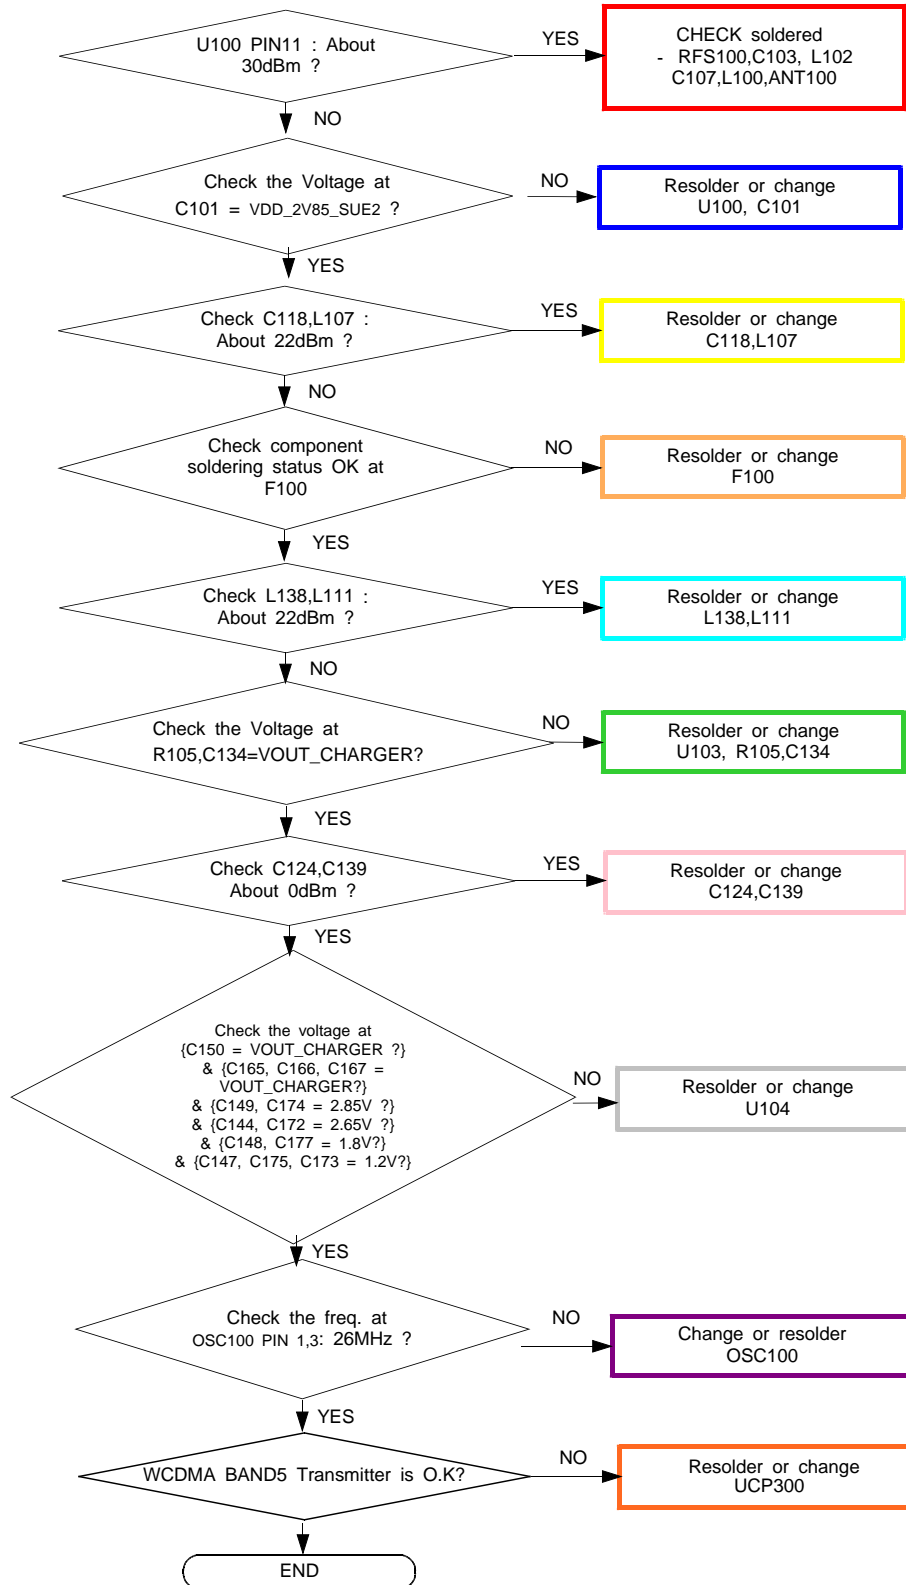 U100 PIN11 : About
30dBm ?
YES
CHECK soldered
- RFS100,C103, L102
C107,L100,ANT100
NO
Check the Voltage at
C101 = VDD_2V85_SUE2 ?
NO
Resolder or change
U100, C101
YES
Check C118,L107 :
About 22dBm ?
YES
Resolder or change
C118,L107
NO
Check component
soldering status OK at
F100
NO
Resolder or change
F100
YES
Check L138,L111 :
About 22dBm ?
YES
Resolder or change
L138,L111
NO
Check the Voltage at
R105,C134=VOUT_CHARGER?
NO
Resolder or change
U103, R105,C134
YES
Check C124,C139
About 0dBm ?
YES
Resolder or change
C124,C139
YES
Check the voltage at
{C150 = VOUT_CHARGER ?}
& {C165, C166, C167 =
VOUT_CHARGER?}
& {C149, C174 = 2.85V ?}
& {C144, C172 = 2.65V ?}
& {C148, C177 = 1.8V?}
& {C147, C175, C173 = 1.2V?}
NO
Resolder or change
U104
YES
Check the freq. at
OSC100 PIN 1,3: 26MHz ?
NO
Change or resolder
OSC100
YES
WCDMA BAND5 Transmitter is O.K?
NO
Resolder or change
UCP300
END